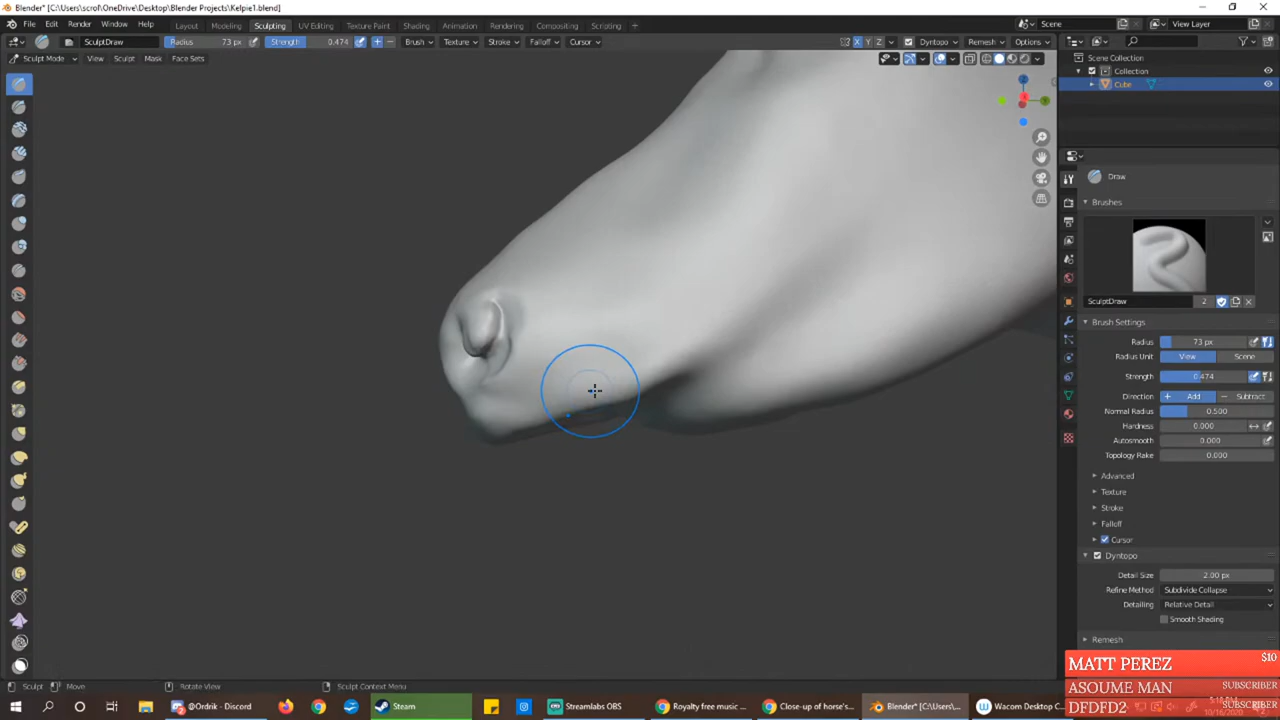 Blender* [C:\Users\scrof\OneDrive\Desktop\Blender Projects\Kelpie1.blend]
File Edit Render Window Help Layout Modeling Sculpting UV Editing Texture Paint Shading Animation Rendering Compositing Scripting + Scene View Layer
SculptDraw Radius 73 px Strength 0.474 Brush Texture Stroke Falloff Cursor X Y Z Dyntopo Remesh Options
Sculpt Mode View Sculpt Mask Face Sets
Scene Collection
Collection
Cube
Draw
Brushes
SculptDraw 2
Brush Settings
Radius 73 px
Radius Unit View Scene
Strength 0.474
Direction + Add − Subtract
Normal Radius 0.500
Hardness 0.000
Autosmooth 0.000
Topology Rake 0.000
Advanced
Texture
Stroke
Falloff
Cursor
Dyntopo
Detail Size 2.00 px
Refine Method Subdivide Collapse
Detailing Relative Detail
Smooth Shading
Remesh
MATT PEREZ $10
ASOUME MAN SUBSCRIBER
DFDFD2 SUBSCRIBER
Sculpt Move Rotate View Sculpt Context Menu
@Ordrik - Discord Steam Streamlabs OBS Royalty free music ... Close-up of horse's... Blender* [C:\Users\... Wacom Desktop C...
10/16/2020